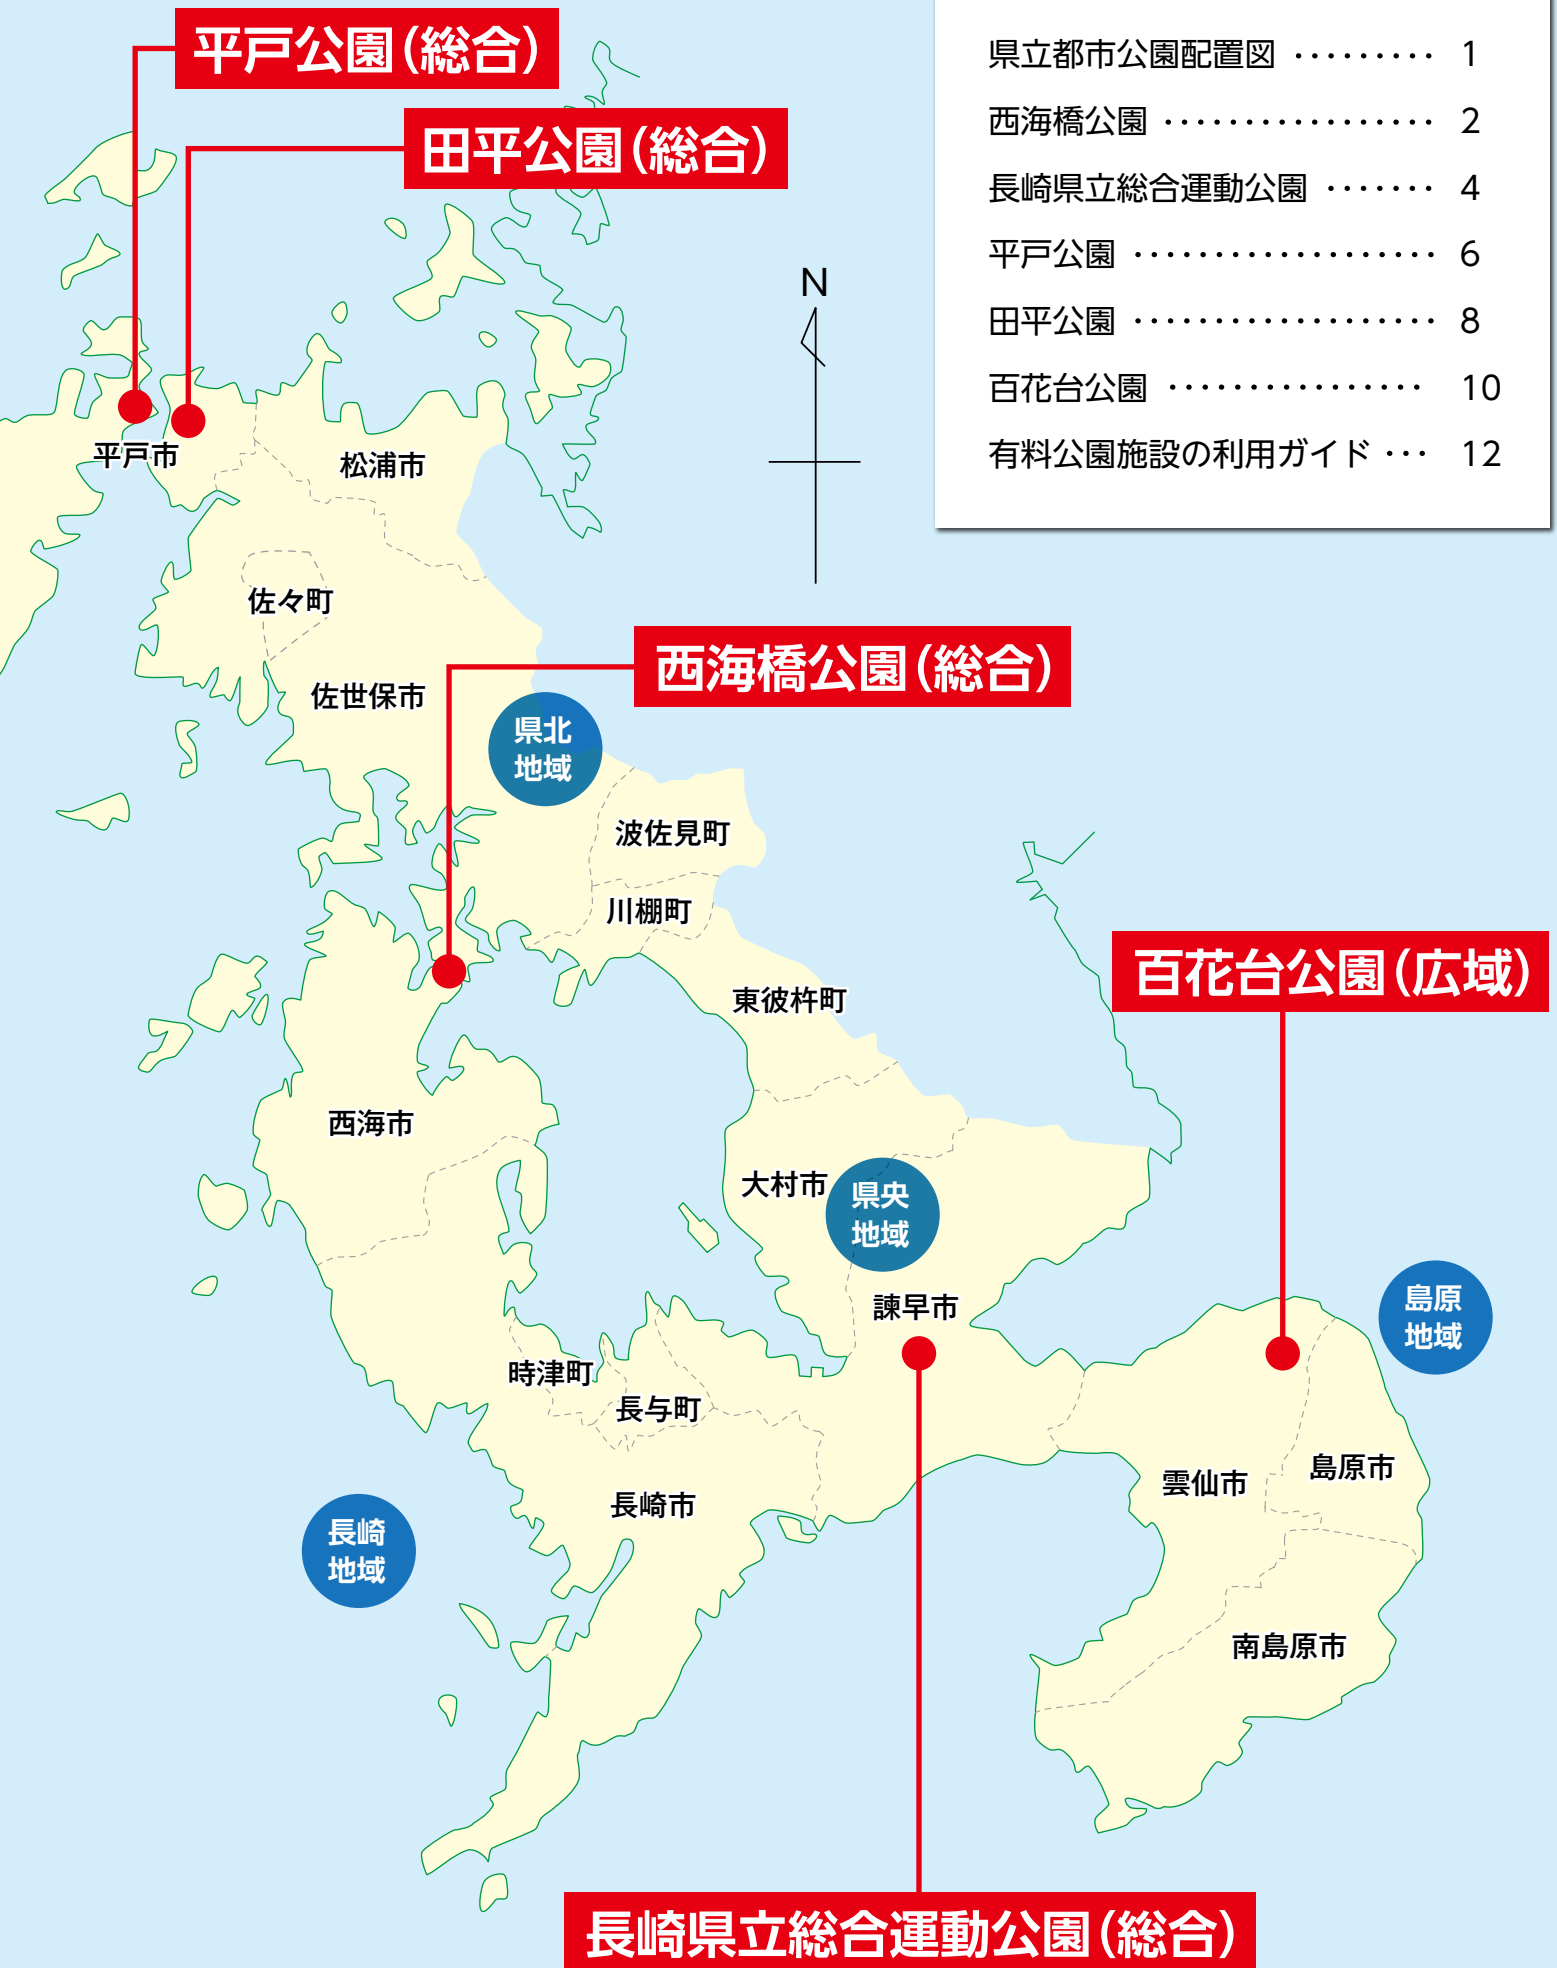 平戸公園（総合）
田平公園（総合）
県立都市公園配置図 ········· 1
西海橋公園 ················· 2
長崎県立総合運動公園 ······· 4
平戸公園 ··················· 6
田平公園 ··················· 8
百花台公園 ················ 10
有料公園施設の利用ガイド ··· 12
N
平戸市
松浦市
佐々町
西海橋公園（総合）
佐世保市
県北
地域
波佐見町
川棚町
百花台公園（広域）
東彼杵町
西海市
大村市
県央
地域
諫早市
島原
地域
時津町
長与町
島原市
雲仙市
長崎市
長崎
地域
南島原市
長崎県立総合運動公園（総合）